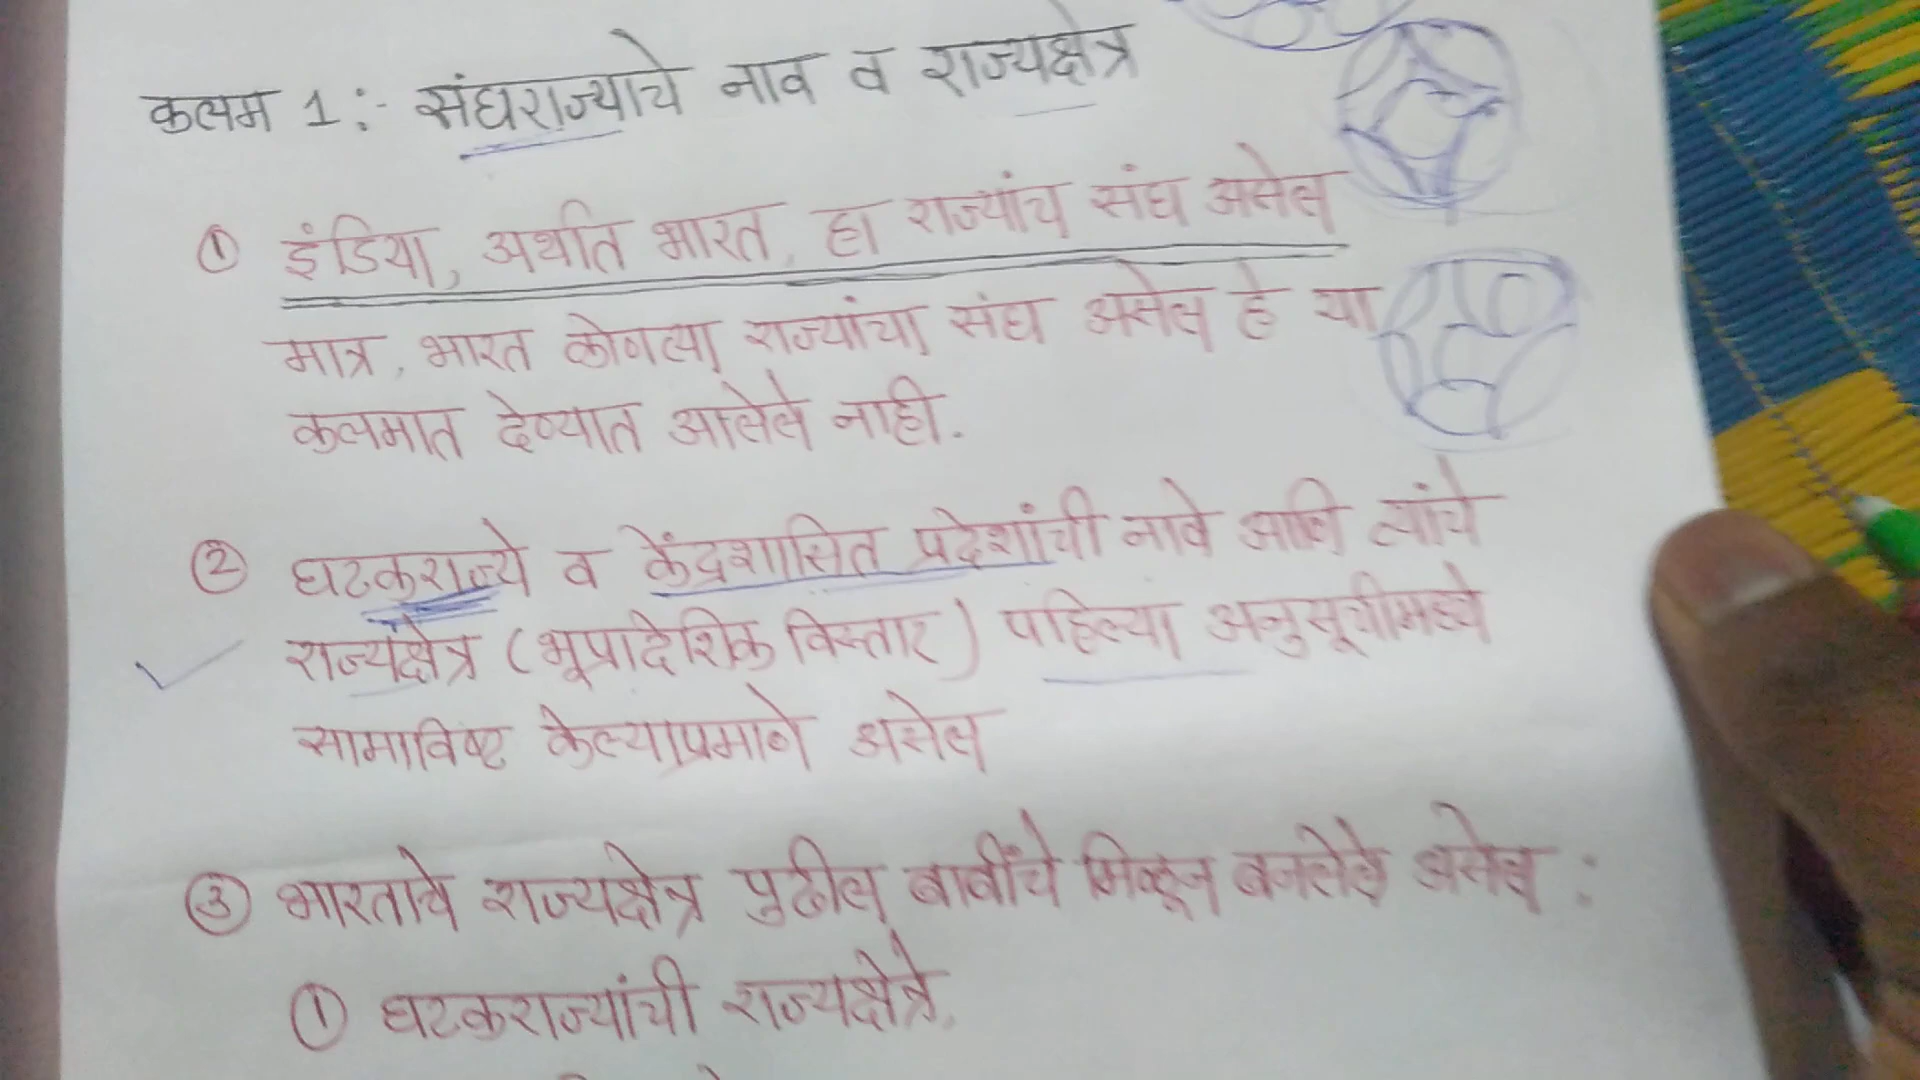 कलम 1:- संघराज्याचे नाव व राज्यक्षेत्र
① इंडिया, अर्थात भारत, हा राज्यांच संघ असेल
मात्र, भारत कोणत्या राज्यांचा संघ असेल हे या
कलमात देण्यात आलेले नाही.
② घटकराज्ये व केंद्रशासित प्रदेशांची नावे आणि त्यांचे
राज्यक्षेत्र (भूप्रादेशिक विस्तार) पहिल्या अनुसूचीमध्ये
सामाविष्ट केल्याप्रमाणे असेल
③ भारताचे राज्यक्षेत्र पुढील बाबींचे मिळून बनलेले असेल :
① घटकराज्यांची राज्यक्षेत्रे.